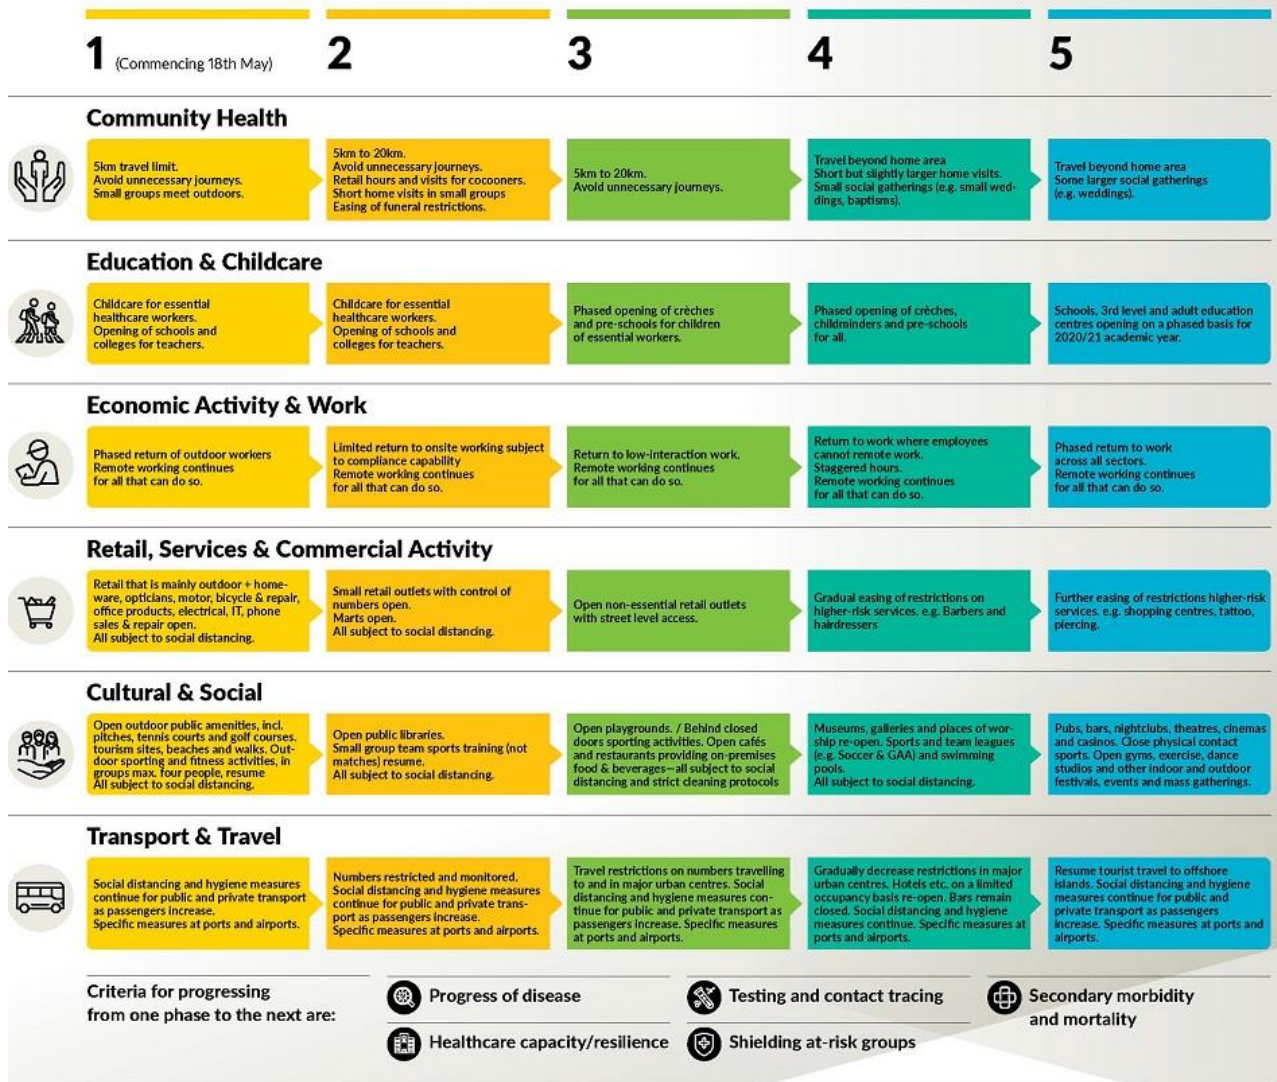 1 (Commencing 18th May)
2
3
4
5
Community Health
5km travel limit.
Avoid unnecessary journeys.
Small groups meet outdoors.
5km to 20km.
Avoid unnecessary journeys.
Retail hours and visits for cocooners.
Short home visits in small groups
Easing of funeral restrictions.
5km to 20km.
Avoid unnecessary journeys.
Travel beyond home area
Short but slightly larger home visits.
Small social gatherings (e.g. small wed-
dings, baptisms).
Travel beyond home area
Some larger social gatherings
(e.g. weddings).
Education & Childcare
Childcare for essential
healthcare workers.
Opening of schools and
colleges for teachers.
Childcare for essential
healthcare workers.
Opening of schools and
colleges for teachers.
Phased opening of crèches
and pre-schools for children
of essential workers.
Phased opening of crèches,
childminders and pre-schools
for all.
Schools, 3rd level and adult education
centres opening on a phased basis for
2020/21 academic year.
Economic Activity & Work
Phased return of outdoor workers
Remote working continues
for all that can do so.
Limited return to onsite working subject
to compliance capability
Remote working continues
for all that can do so.
Return to low-interaction work.
Remote working continues
for all that can do so.
Return to work where employees
cannot remote work.
Staggered hours.
Remote working continues
for all that can do so.
Phased return to work
across all sectors.
Remote working continues
for all that can do so.
Retail, Services & Commercial Activity
Retail that is mainly outdoor + home-
ware, opticians, motor, bicycle & repair,
office products, electrical, IT, phone
sales & repair open.
All subject to social distancing.
Small retail outlets with control of
numbers open.
Marts open.
All subject to social distancing.
Open non-essential retail outlets
with street level access.
Gradual easing of restrictions on
higher-risk services. e.g. Barbers and
hairdressers
Further easing of restrictions higher-risk
services. e.g. shopping centres, tattoo,
piercing.
Cultural & Social
Open outdoor public amenities, incl.
pitches, tennis courts and golf courses.
tourism sites, beaches and walks. Out-
door sporting and fitness activities, in
groups max. four people, resume
All subject to social distancing.
Open public libraries.
Small group team sports training (not
matches) resume.
All subject to social distancing.
Open playgrounds. / Behind closed
doors sporting activities. Open cafés
and restaurants providing on-premises
food & beverages—all subject to social
distancing and strict cleaning protocols
Museums, galleries and places of wor-
ship re-open. Sports and team leagues
(e.g. Soccer & GAA) and swimming
pools.
All subject to social distancing.
Pubs, bars, nightclubs, theatres, cinemas
and casinos. Close physical contact
sports. Open gyms, exercise, dance
studios and other indoor and outdoor
festivals, events and mass gatherings.
Transport & Travel
Social distancing and hygiene measures
continue for public and private transport
as passengers increase.
Specific measures at ports and airports.
Numbers restricted and monitored.
Social distancing and hygiene measures
continue for public and private trans-
port as passengers increase.
Specific measures at ports and airports.
Travel restrictions on numbers travelling
to and in major urban centres. Social
distancing and hygiene measures con-
tinue for public and private transport as
passengers increase. Specific measures
at ports and airports.
Gradually decrease restrictions in major
urban centres. Hotels etc. on a limited
occupancy basis re-open. Bars remain
closed. Social distancing and hygiene
measures continue. Specific measures at
ports and airports.
Resume tourist travel to offshore
islands. Social distancing and hygiene
measures continue for public and
private transport as passengers
increase. Specific measures at ports and
airports.
Criteria for progressing
from one phase to the next are:
Progress of disease
Healthcare capacity/resilience
Testing and contact tracing
Shielding at-risk groups
Secondary morbidity
and mortality